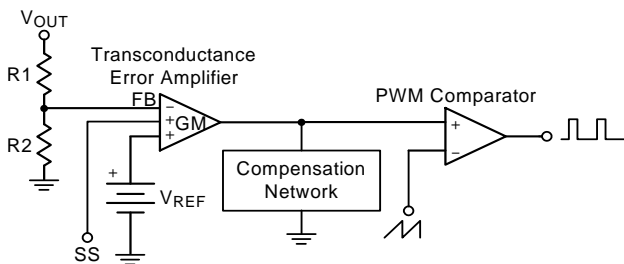 VOUT
R1
R2
Transconductance
Error Amplifier
FB
−
+
+
GM
+
VREF
SS
Compensation
Network
PWM Comparator
+
−